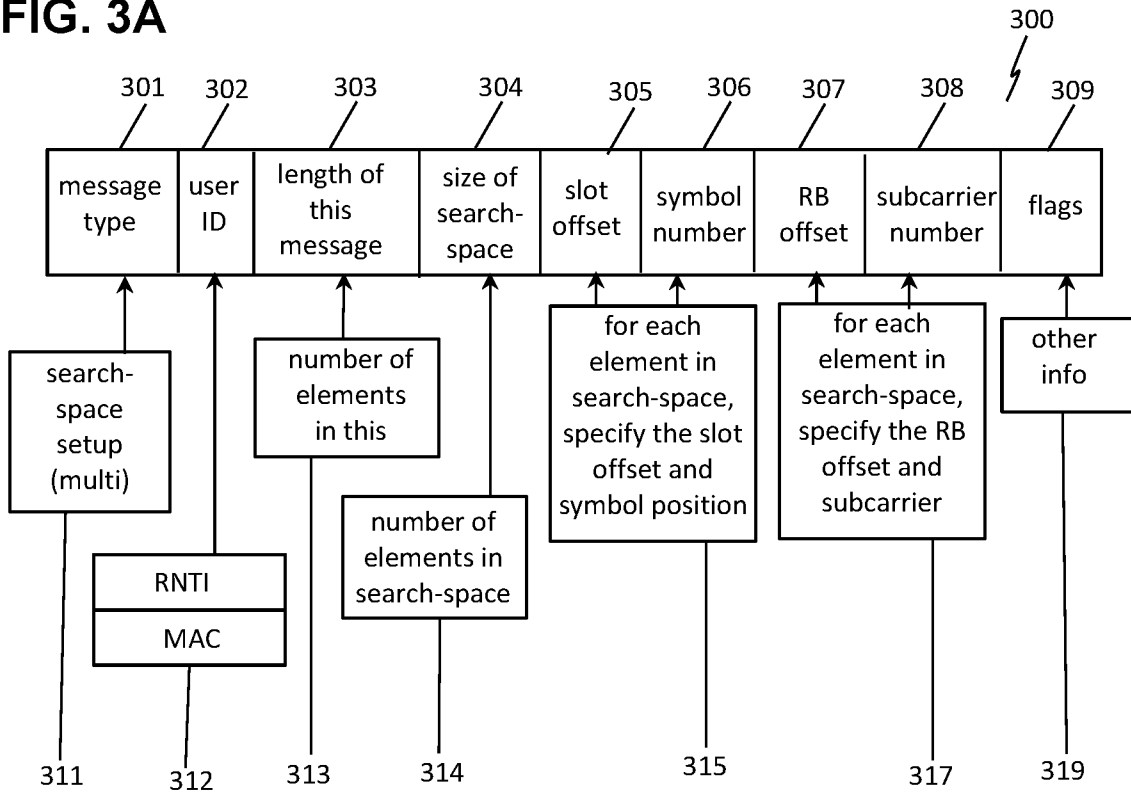 FIG. 3A
300
301
302
303
304
305
306
307
308
309
message
type
user
ID
length of
this
message
size of
search-
space
slot
offset
symbol
number
RB
offset
subcarrier
number
flags
search-
space
setup
(multi)
RNTI
MAC
number of
elements
in this
number of
elements in
search-space
for each
element in
search-space,
specify the slot
offset and
symbol position
for each
element in
search-space,
specify the RB
offset and
subcarrier
other
info
311
312
313
314
315
317
319